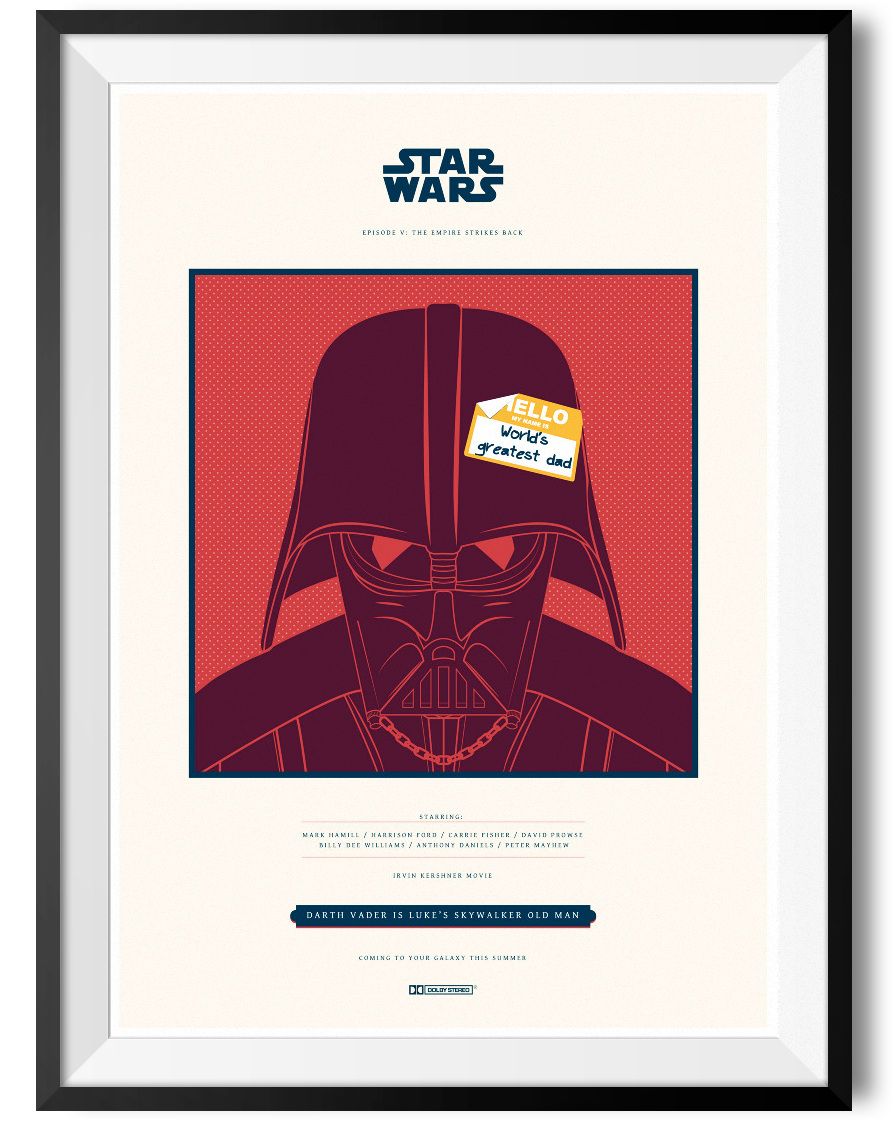 STAR
WARS
EPISODE V: THE EMPIRE STRIKES BACK
HELLO
MY NAME IS
World's
greatest dad
STARRING:
MARK HAMILL / HARRISON FORD / CARRIE FISHER / DAVID PROWSE
BILLY DEE WILLIAMS / ANTHONY DANIELS / PETER MAYHEW
IRVIN KERSHNER MOVIE
DARTH VADER IS LUKE'S SKYWALKER OLD MAN
COMING TO YOUR GALAXY THIS SUMMER
DOLBY STEREO®